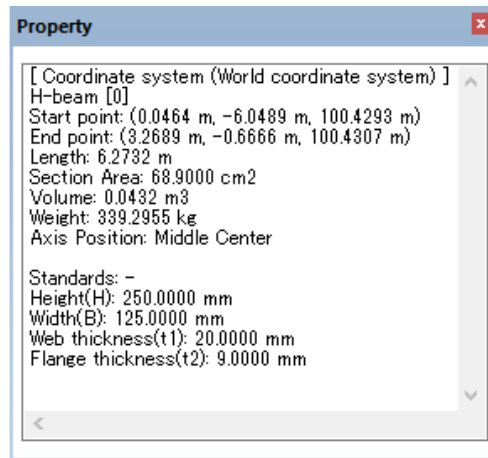 Property
[ Coordinate system (World coordinate system) ]
H-beam [0]
Start point: (0.0464 m, -6.0489 m, 100.4293 m)
End point: (3.2689 m, -0.6666 m, 100.4307 m)
Length: 6.2732 m
Section Area: 68.9000 cm2
Volume: 0.0432 m3
Weight: 339.2955 kg
Axis Position: Middle Center
Standards: -
Height(H): 250.0000 mm
Width(B): 125.0000 mm
Web thickness(t1): 20.0000 mm
Flange thickness(t2): 9.0000 mm